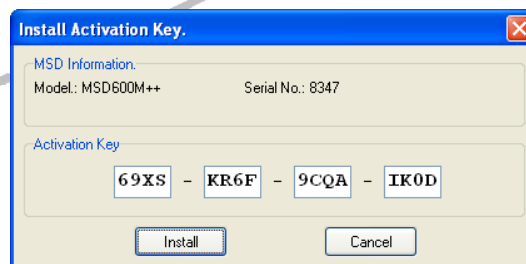 Install Activation Key.
MSD Information.
Model.: MSD600M++ Serial No.: 8347
Activation Key
69XS - KR6F - 9CQA - IK0D
Install Cancel